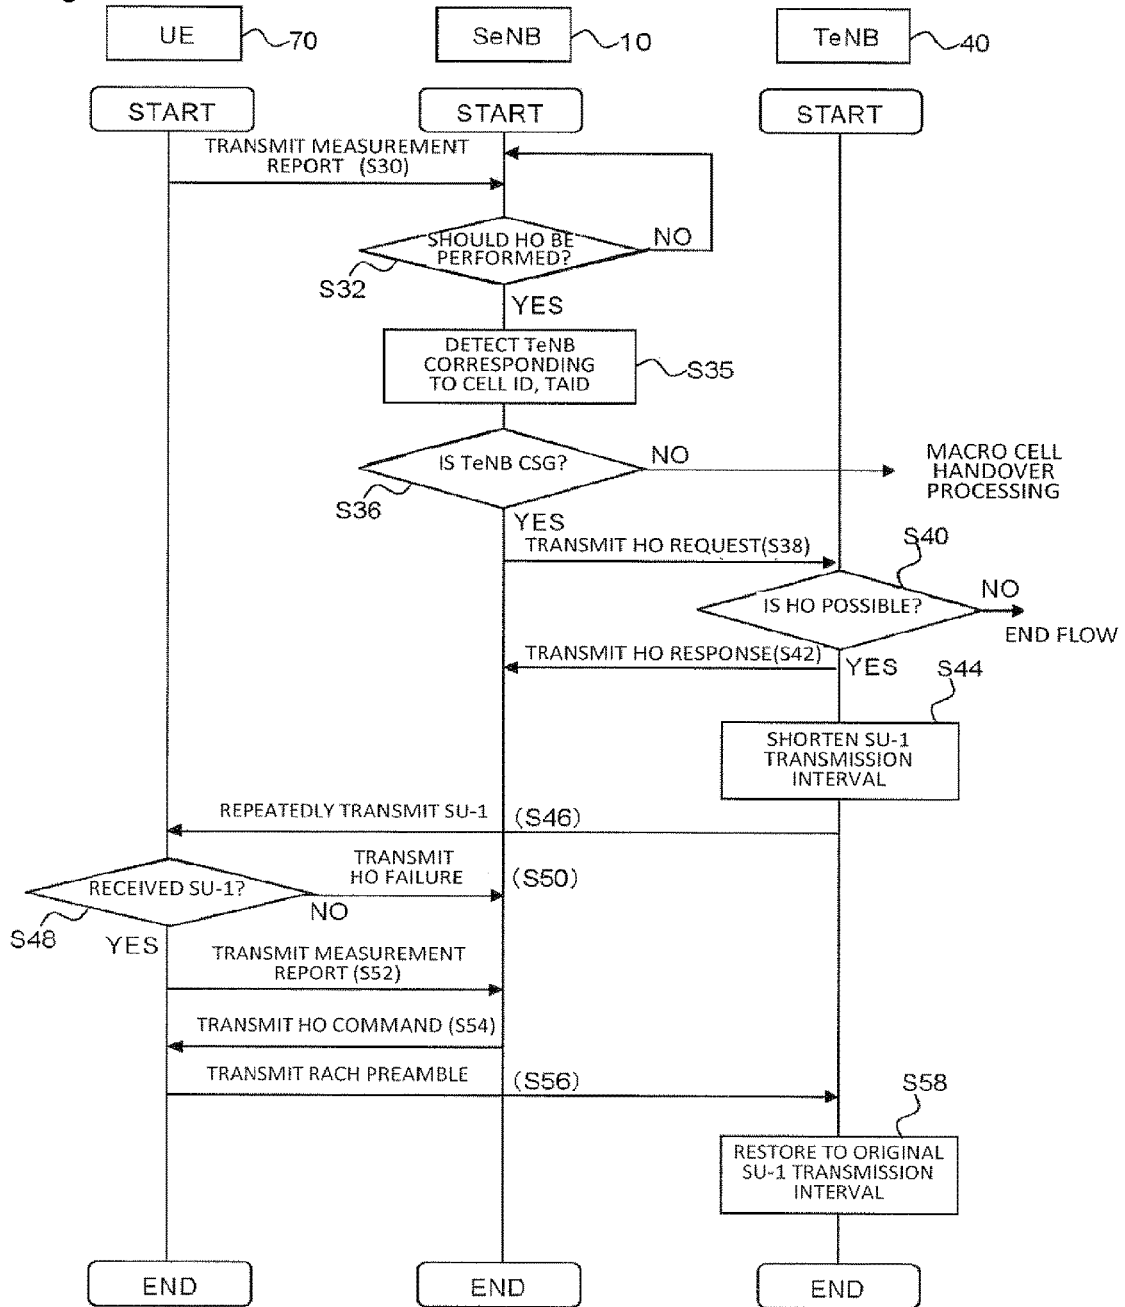 UE 70
SeNB 10
TeNB 40
START
START
START
TRANSMIT MEASUREMENT
REPORT (S30)
SHOULD HO BE
PERFORMED?
NO
S32
YES
DETECT TeNB
CORRESPONDING
TO CELL ID, TAID
S35
IS TeNB CSG?
NO
MACRO CELL
HANDOVER
PROCESSING
S36
YES
TRANSMIT HO REQUEST(S38)
S40
IS HO POSSIBLE?
NO
END FLOW
TRANSMIT HO RESPONSE(S42)
YES
S44
SHORTEN SU-1
TRANSMISSION
INTERVAL
REPEATEDLY TRANSMIT SU-1 (S46)
RECEIVED SU-1?
TRANSMIT
HO FAILURE
(S50)
NO
S48
YES
TRANSMIT MEASUREMENT
REPORT (S52)
TRANSMIT HO COMMAND (S54)
TRANSMIT RACH PREAMBLE (S56)
S58
RESTORE TO ORIGINAL
SU-1 TRANSMISSION
INTERVAL
END
END
END